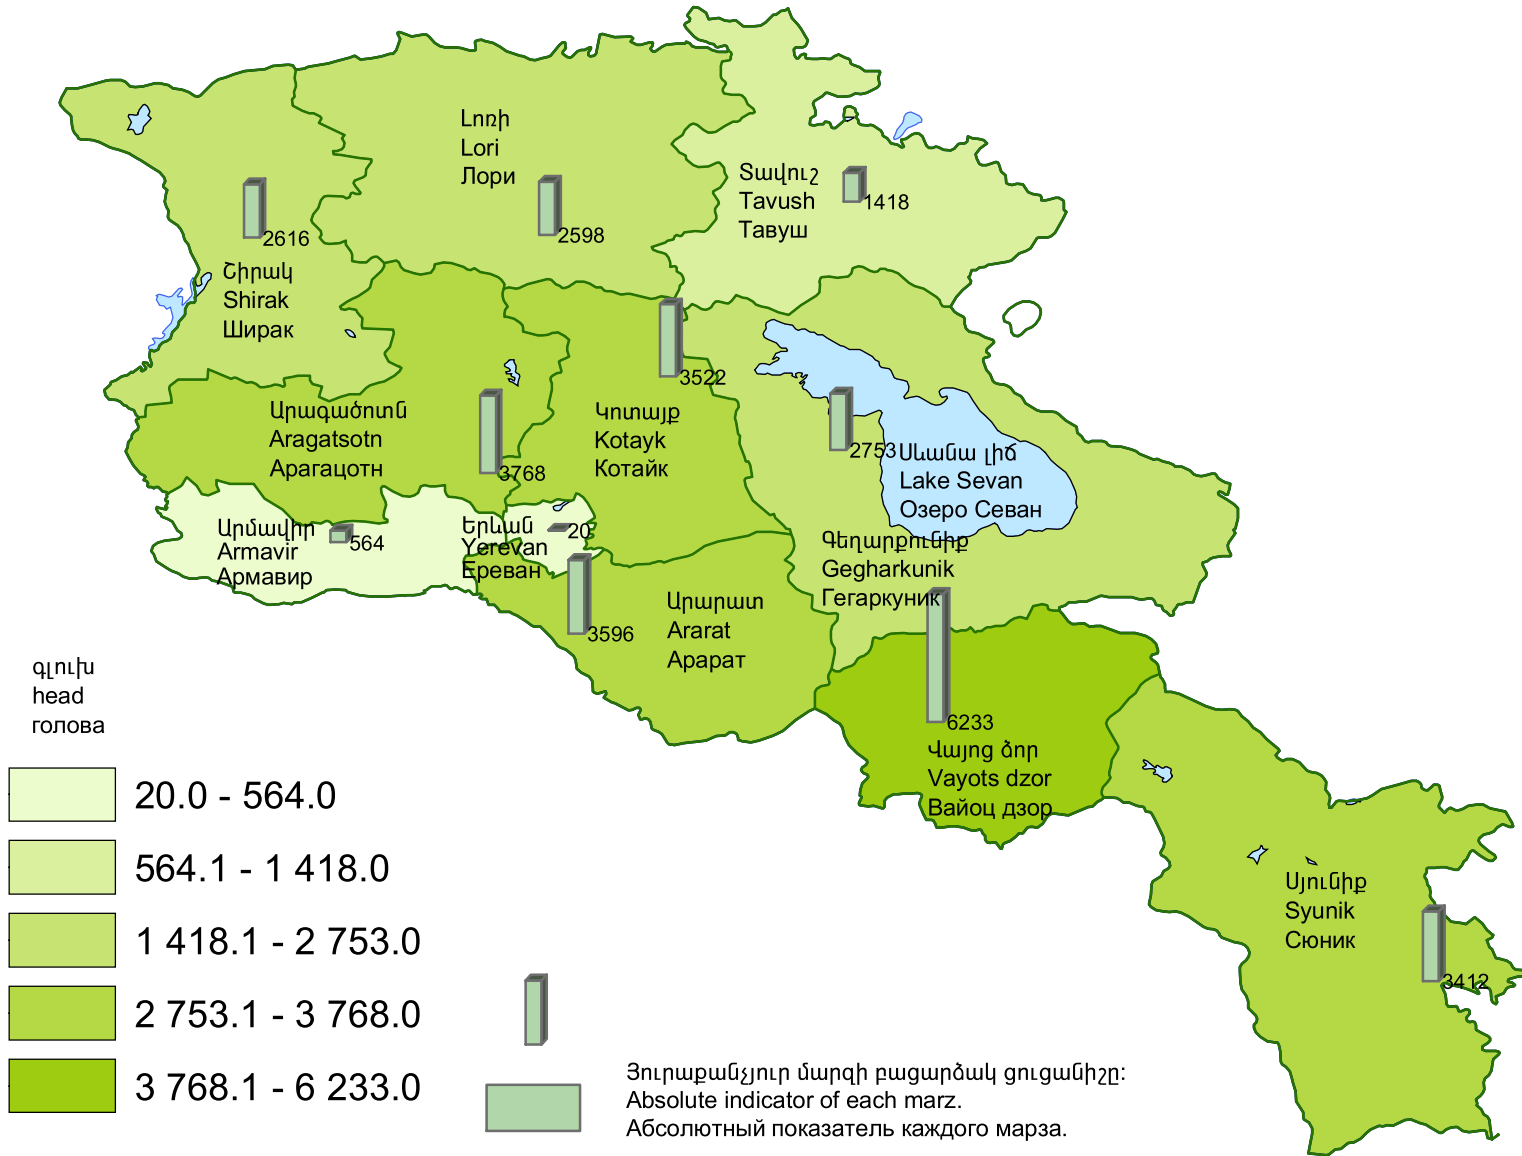 Լոռի
Lori
Лори
2598
Տավուշ
Tavush
Тавуш
1418
2616
Շիրակ
Shirak
Ширак
3522
Արագածոտն
Aragatsotn
Арагацотн
3768
Կոտայք
Kotayk
Котайк
2753
Սևանա լիճ
Lake Sevan
Озеро Севан
Արմավիր
Armavir
Армавир
564
Երևան
Yerevan
Ереван
20
Գեղարքունիք
Gegharkunik
Гегаркуник
3596
Արարատ
Ararat
Арарат
6233
Վայոց ձոր
Vayots dzor
Вайоц дзор
Սյունիք
Syunik
Сюник
3412
գլուխ
head
голова
20.0 - 564.0
564.1 - 1 418.0
1 418.1 - 2 753.0
2 753.1 - 3 768.0
3 768.1 - 6 233.0
Յուրաքանչյուր մարզի բացարձակ ցուցանիշը:
Absolute indicator of each marz.
Абсолютный показатель каждого марза.